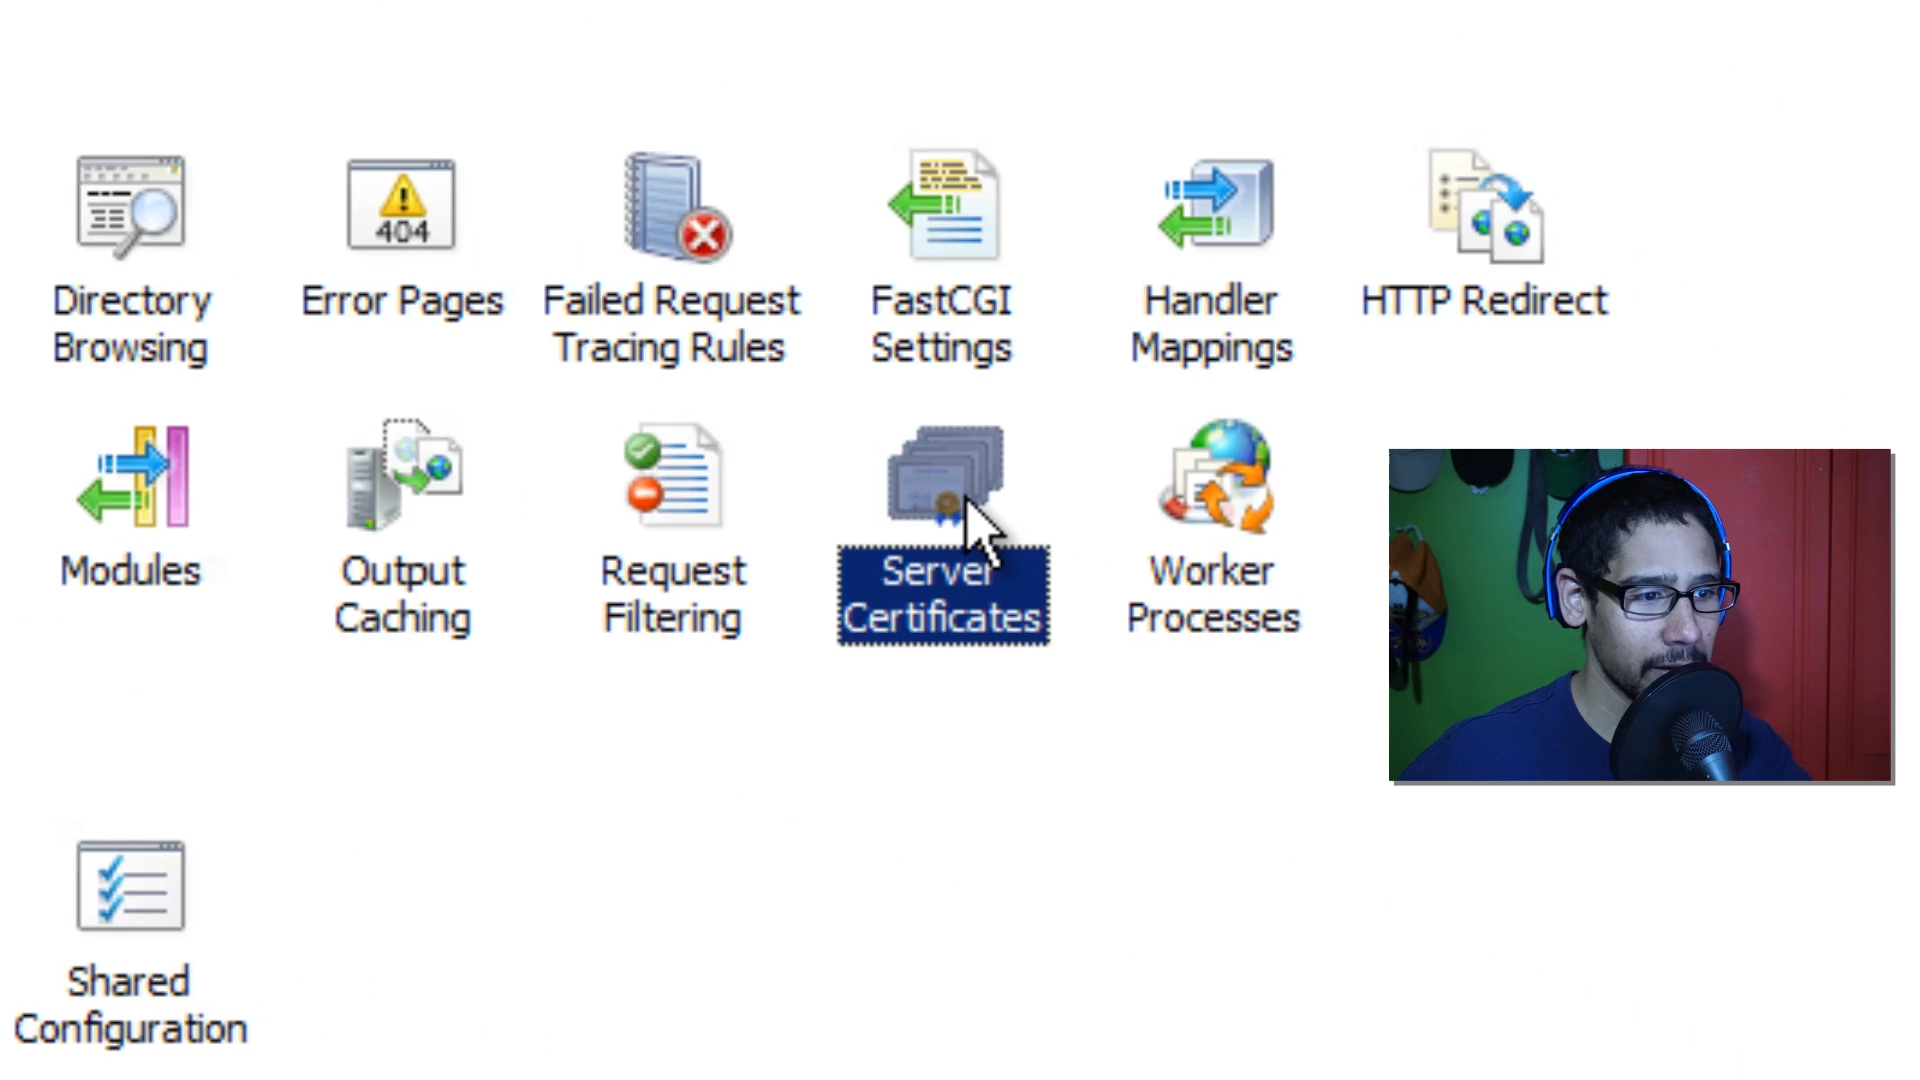 404
Directory
Browsing
Error Pages
Failed Request
Tracing Rules
FastCGI
Settings
Handler
Mappings
HTTP Redirect
Modules
Output
Caching
Request
Filtering
Server
Certificates
Worker
Processes
Shared
Configuration